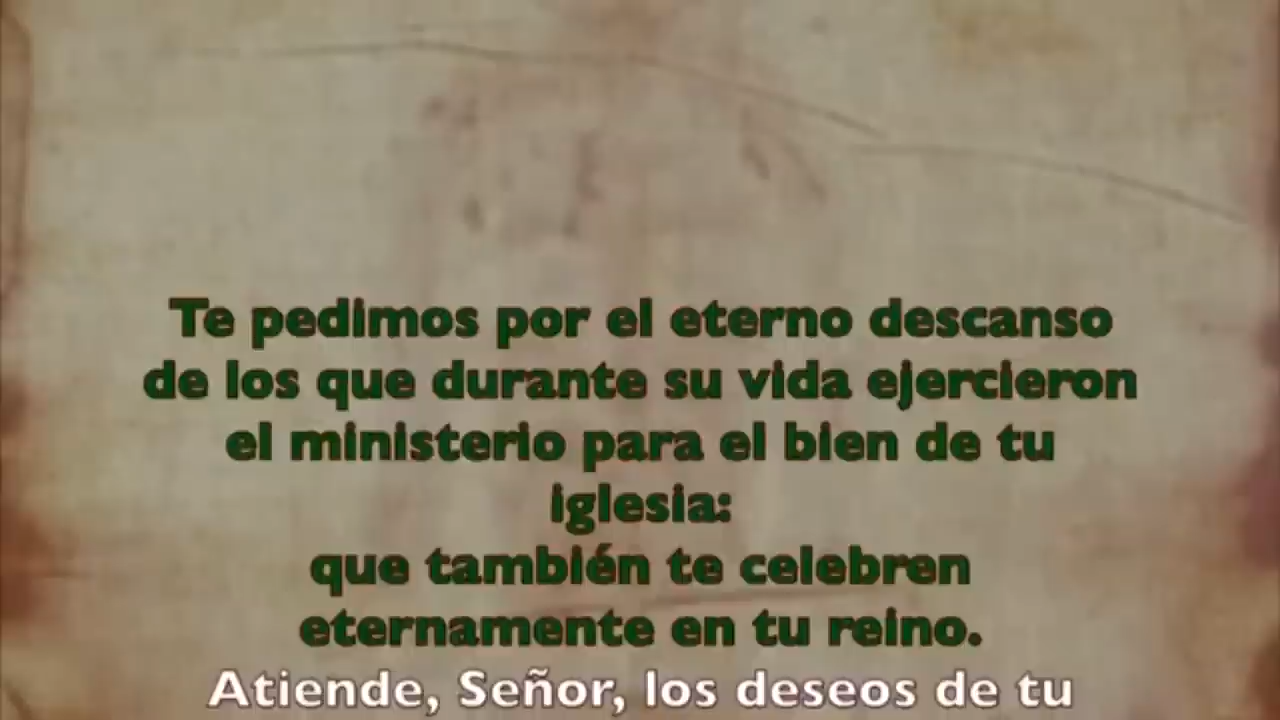 Te pedimos por el eterno descanso
de los que durante su vida ejercieron
el ministerio para el bien de tu
iglesia:
que también te celebren
eternamente en tu reino.
Atiende, Señor, los deseos de tu